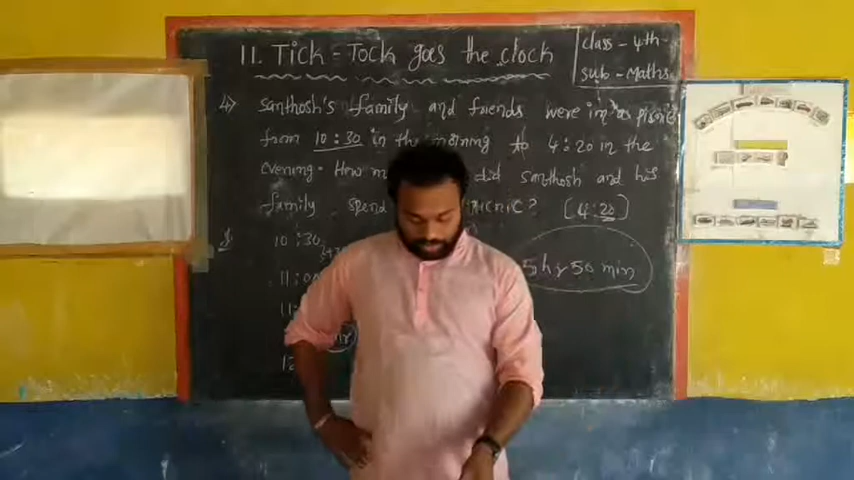 11. TICK - TOCK goes the clock
class - 4th
sub - Maths
4) santhosh's family and friends were in a picnic
from 10:30 in the morning to 4:20 in the
evening. How did santhosh and his
family spend picnic? [4:20]
10:30
5 hr 50 min